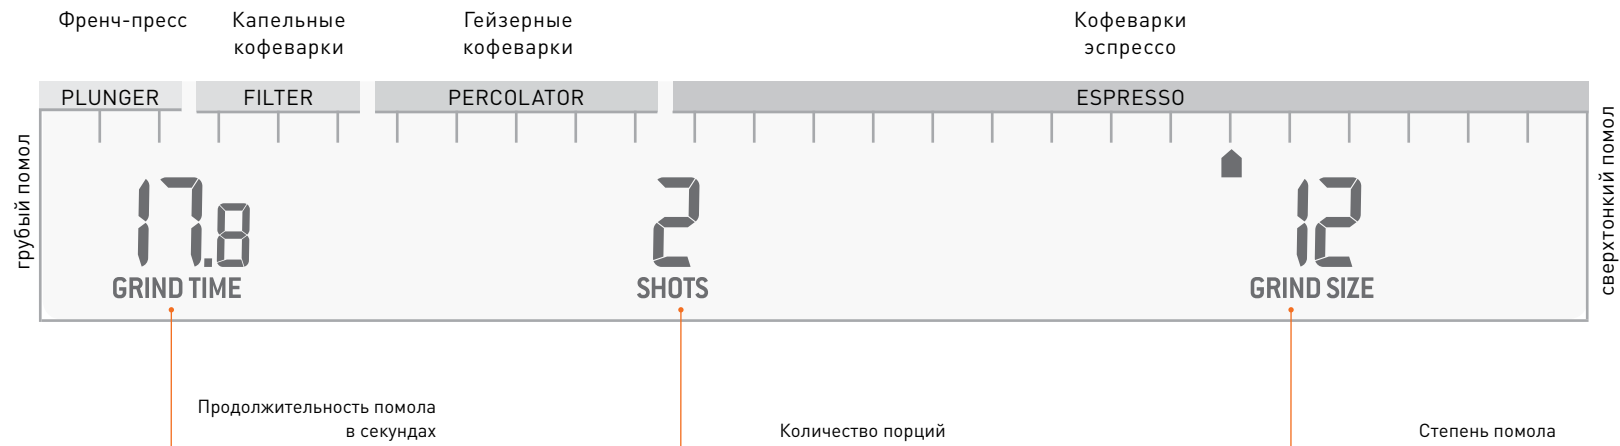 Френч-пресс
Капельные
кофеварки
Гейзерные
кофеварки
Кофеварки
эспрессо
PLUNGER
FILTER
PERCOLATOR
ESPRESSO
грубый помол
17.8
GRIND TIME
2
SHOTS
12
GRIND SIZE
сверхтонкий помол
Продолжительность помола
в секундах
Количество порций
Степень помола